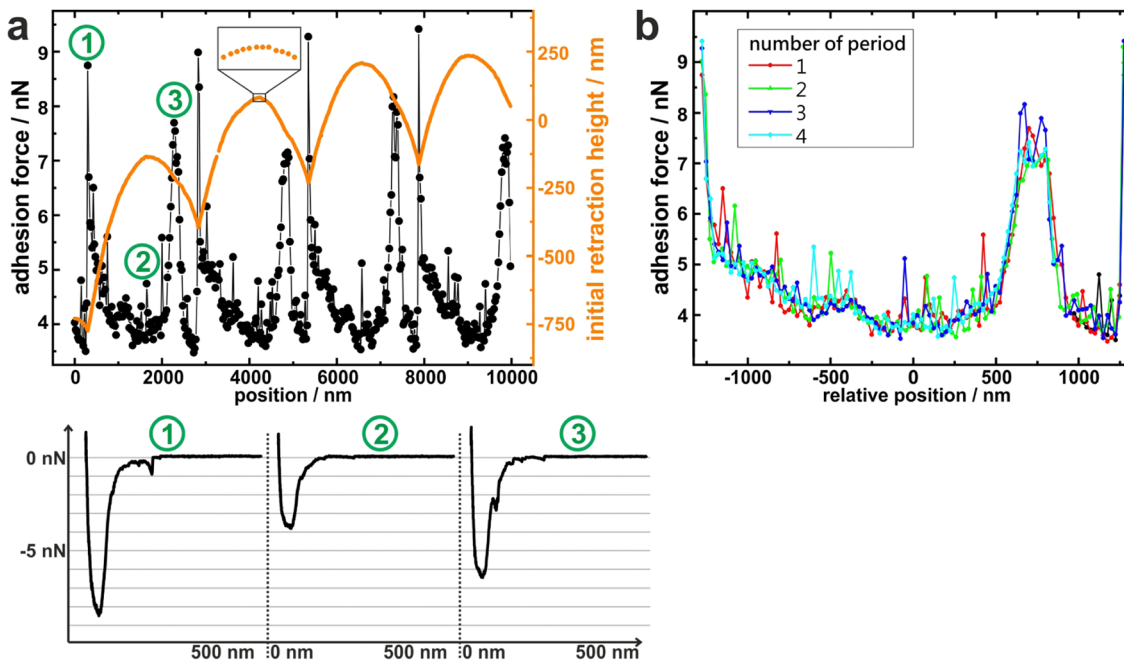 a
1
2
3
9
8
7
6
5
4
adhesion force / nN
250
0
-250
-500
-750
initial retraction height / nm
0
2000
4000
6000
8000
10000
position / nm
b
number of period
1
2
3
4
9
8
7
6
5
4
adhesion force / nN
-1000
-500
0
500
1000
relative position / nm
1
2
3
0 nN
-5 nN
500 nm
0 nm
500 nm
0 nm
500 nm